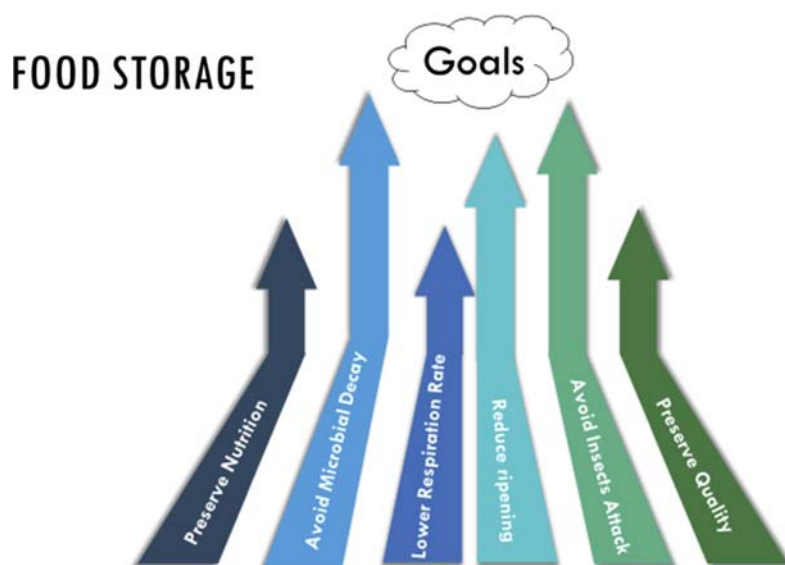 FOOD STORAGE
Goals
Preserve Nutrition
Avoid Microbial Decay
Lower Respiration Rate
Reduce ripening
Avoid Insects Attack
Preserve Quality